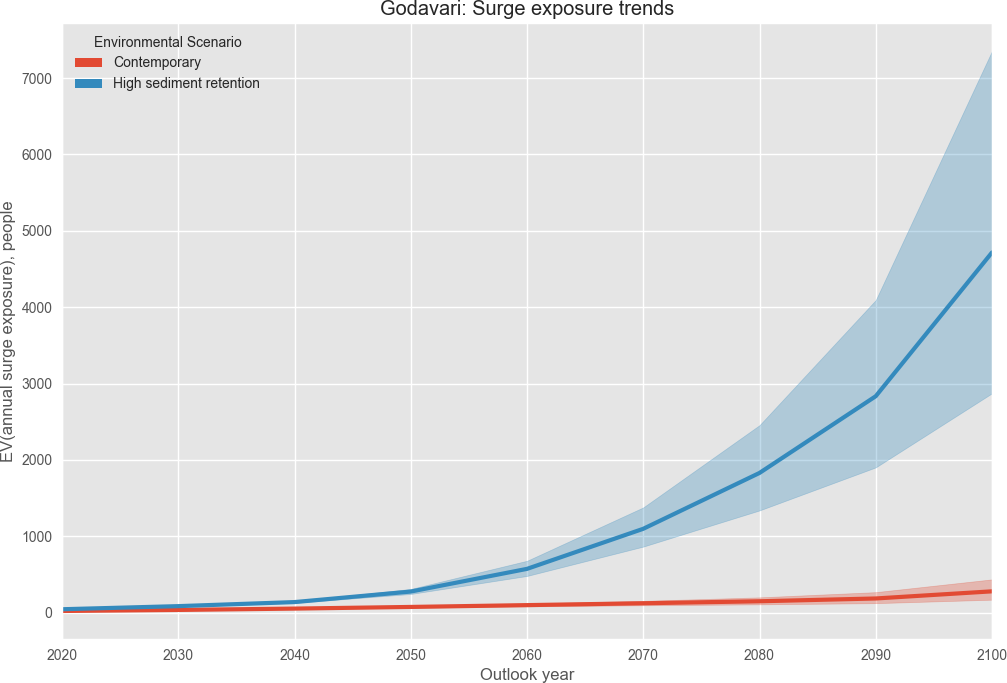 Godavari: Surge exposure trends
Environmental Scenario
Contemporary
High sediment retention
EV(annual surge exposure), people
7000
6000
5000
4000
3000
2000
1000
0
2020 2030 2040 2050 2060 2070 2080 2090 2100
Outlook year